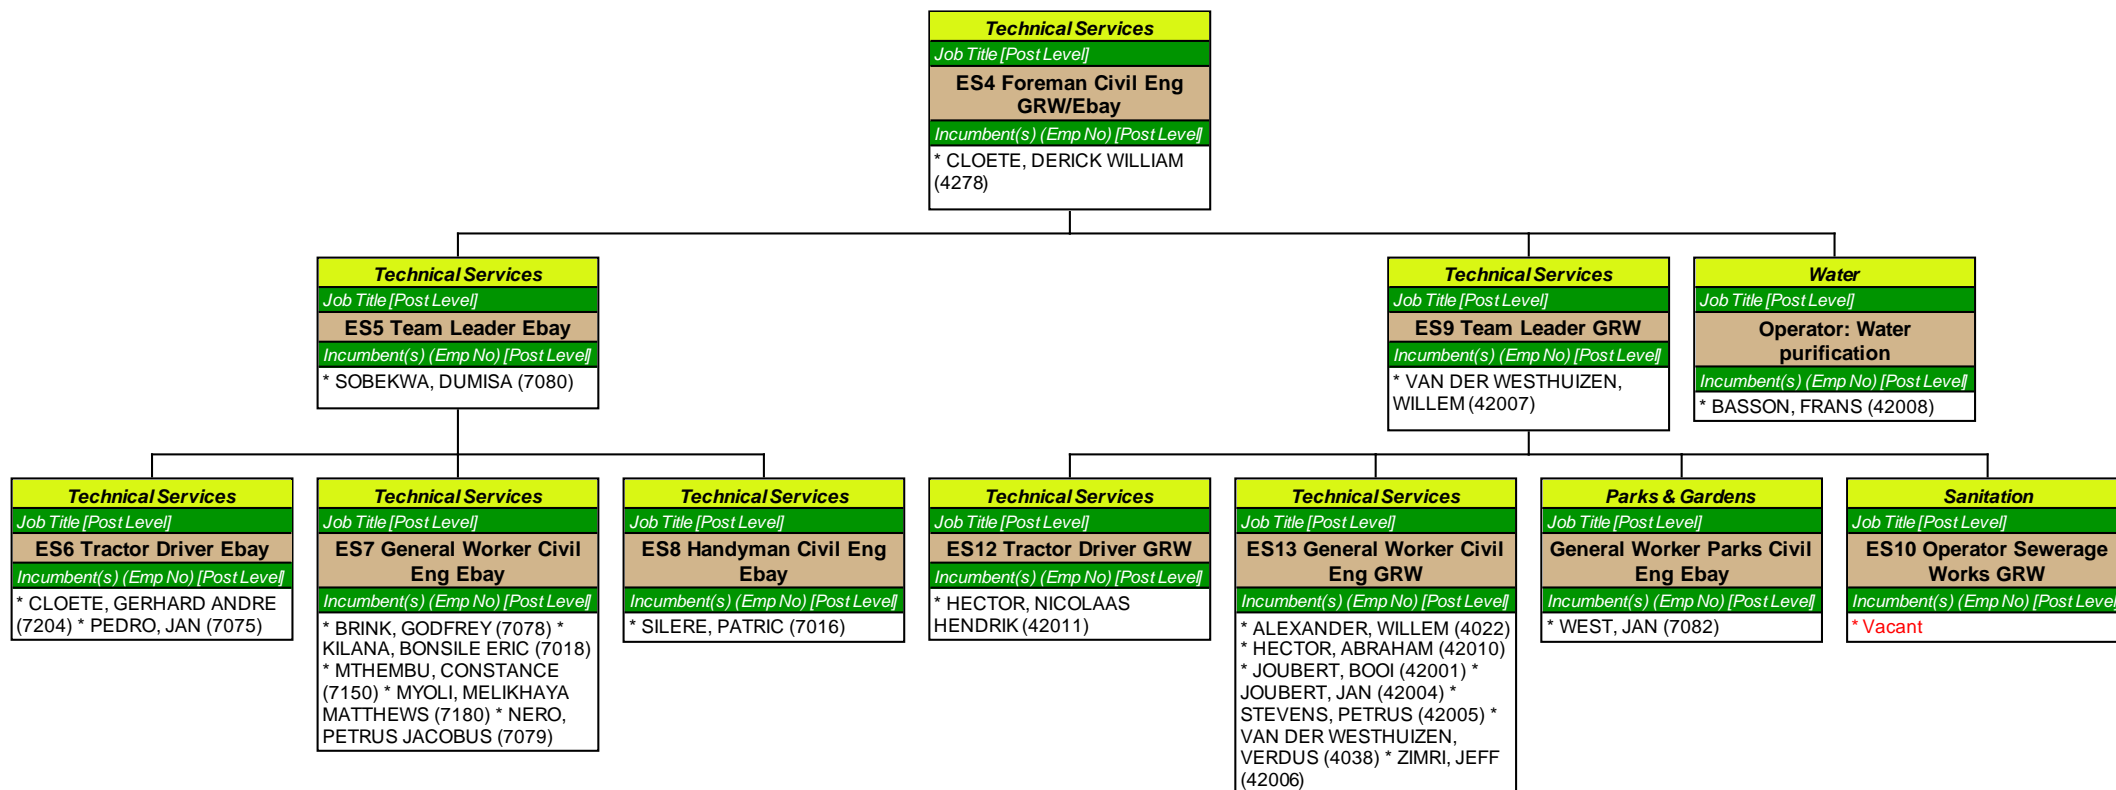 Technical Services
Job Title [Post Level]
ES4 Foreman Civil Eng
GRW/Ebay
Incumbent(s) (Emp No) [Post Level]
* CLOETE, DERICK WILLIAM
(4278)
Technical Services
Job Title [Post Level]
ES5 Team Leader Ebay
Incumbent(s) (Emp No) [Post Level]
* SOBEKWA, DUMISA (7080)
Technical Services
Job Title [Post Level]
ES9 Team Leader GRW
Incumbent(s) (Emp No) [Post Level]
* VAN DER WESTHUIZEN,
WILLEM (42007)
Water
Job Title [Post Level]
Operator: Water
purification
Incumbent(s) (Emp No) [Post Level]
* BASSON, FRANS (42008)
Technical Services
Job Title [Post Level]
ES6 Tractor Driver Ebay
Incumbent(s) (Emp No) [Post Level]
* CLOETE, GERHARD ANDRE
(7204) * PEDRO, JAN (7075)
Technical Services
Job Title [Post Level]
ES7 General Worker Civil
Eng Ebay
Incumbent(s) (Emp No) [Post Level]
* BRINK, GODFREY (7078) *
KILANA, BONSILE ERIC (7018)
* MTHEMBU, CONSTANCE
(7150) * MYOLI, MELIKHAYA
MATTHEWS (7180) * NERO,
PETRUS JACOBUS (7079)
Technical Services
Job Title [Post Level]
ES8 Handyman Civil Eng
Ebay
Incumbent(s) (Emp No) [Post Level]
* SILERE, PATRIC (7016)
Technical Services
Job Title [Post Level]
ES12 Tractor Driver GRW
Incumbent(s) (Emp No) [Post Level]
* HECTOR, NICOLAAS
HENDRIK (42011)
Technical Services
Job Title [Post Level]
ES13 General Worker Civil
Eng GRW
Incumbent(s) (Emp No) [Post Level]
* ALEXANDER, WILLEM (4022)
* HECTOR, ABRAHAM (42010)
* JOUBERT, BOOI (42001) *
JOUBERT, JAN (42004) *
STEVENS, PETRUS (42005) *
VAN DER WESTHUIZEN,
VERDUS (4038) * ZIMRI, JEFF
(42006)
Parks & Gardens
Job Title [Post Level]
General Worker Parks Civil
Eng Ebay
Incumbent(s) (Emp No) [Post Level]
* WEST, JAN (7082)
Sanitation
Job Title [Post Level]
ES10 Operator Sewerage
Works GRW
Incumbent(s) (Emp No) [Post Level]
* Vacant